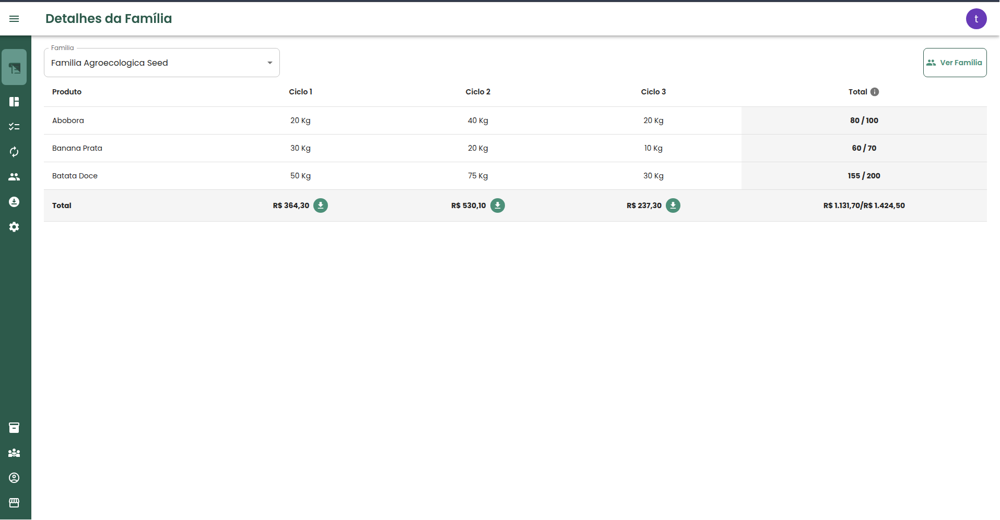 Detalhes da Família
t
Família
Familia Agroecologica Seed
Ver Família
Produto Ciclo 1 Ciclo 2 Ciclo 3 Total
Abobora 20 Kg 40 Kg 20 Kg 80 / 100
Banana Prata 30 Kg 20 Kg 10 Kg 60 / 70
Batata Doce 50 Kg 75 Kg 30 Kg 155 / 200
Total R$ 364,30 R$ 530,10 R$ 237,30 R$ 1.131,70/R$ 1.424,50